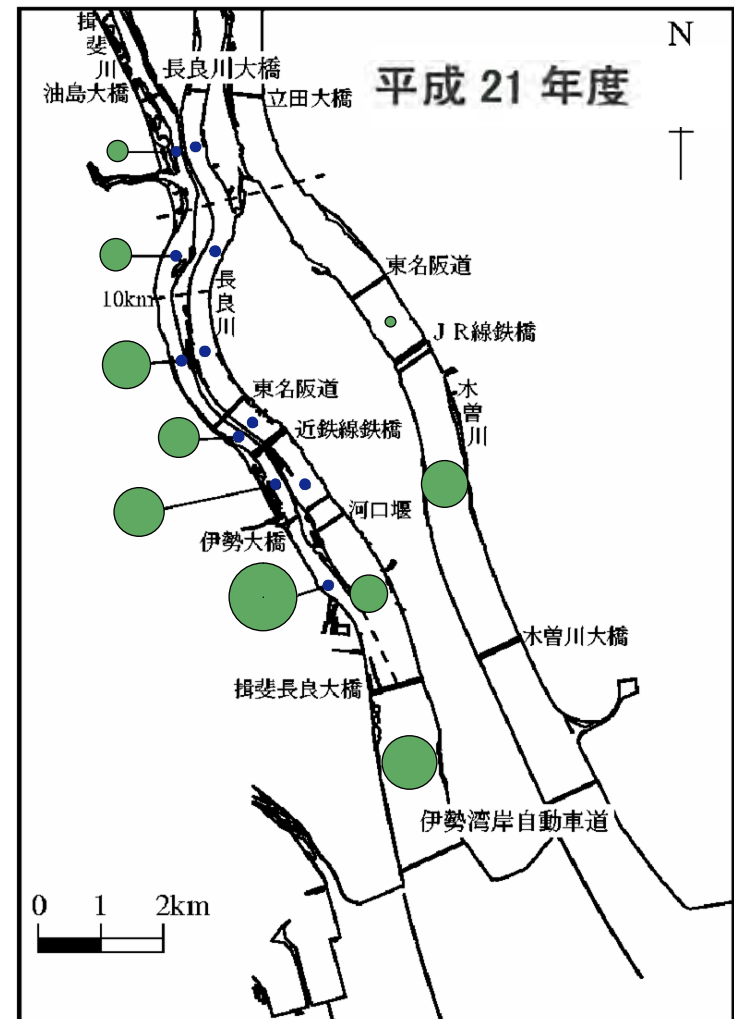 N
平成 21 年度
揖斐川
長良川大橋
油島大橋
立田大橋
東名阪道
10km
長良川
JR線鉄橋
東名阪道
木曽川
近鉄線鉄橋
河口堰
伊勢大橋
木曽川大橋
揖斐長良大橋
伊勢湾岸自動車道
0 1 2km